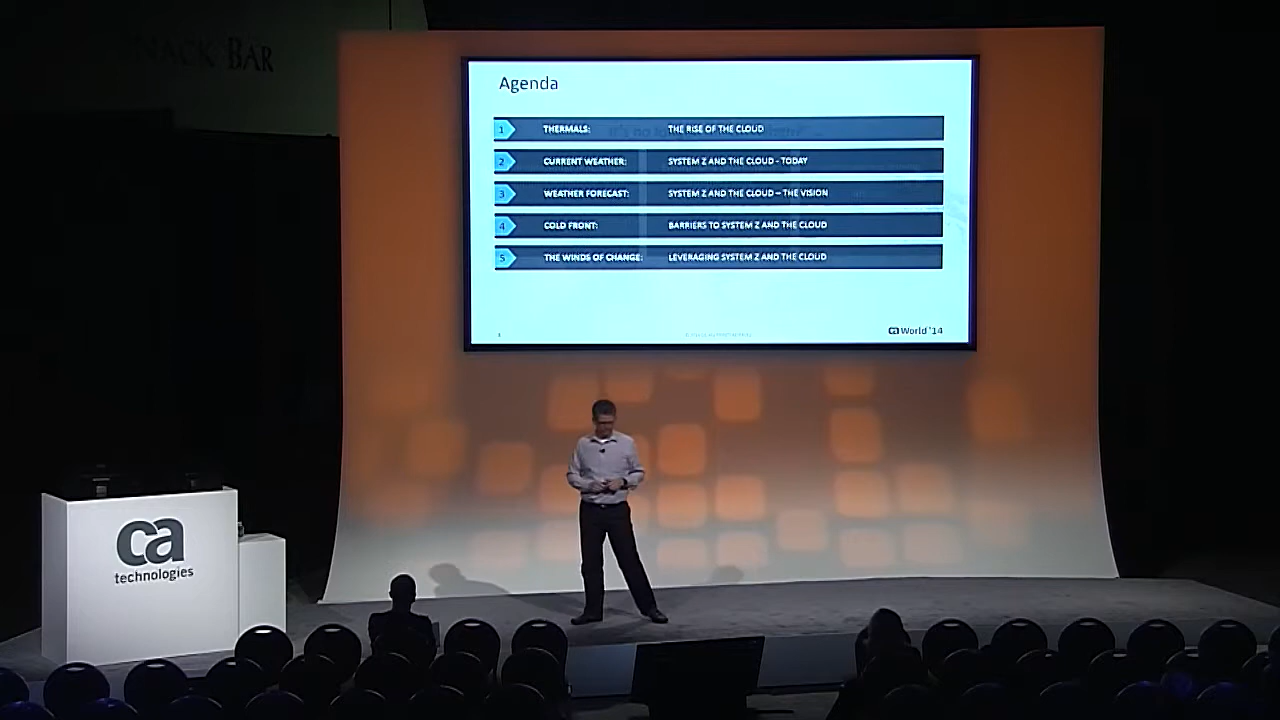 NACK BAR
Agenda
1 THERMALS: THE RISE OF THE CLOUD
2 CURRENT WEATHER: SYSTEM Z AND THE CLOUD - TODAY
3 WEATHER FORECAST: SYSTEM Z AND THE CLOUD – THE VISION
4 COLD FRONT: BARRIERS TO SYSTEM Z AND THE CLOUD
5 THE WINDS OF CHANGE: LEVERAGING SYSTEM Z AND THE CLOUD
ca World '14
ca
technologies